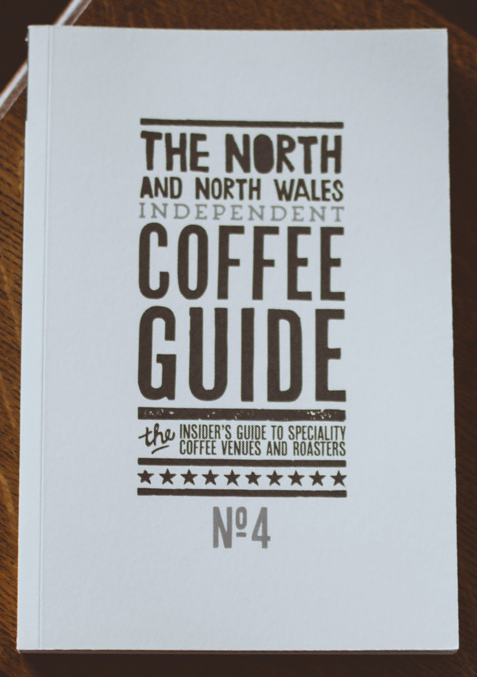 THE NORTH
AND NORTH WALES
INDEPENDENT
COFFEE
GUIDE
the INSIDER'S GUIDE TO SPECIALITY
COFFEE VENUES AND ROASTERS
Nº4